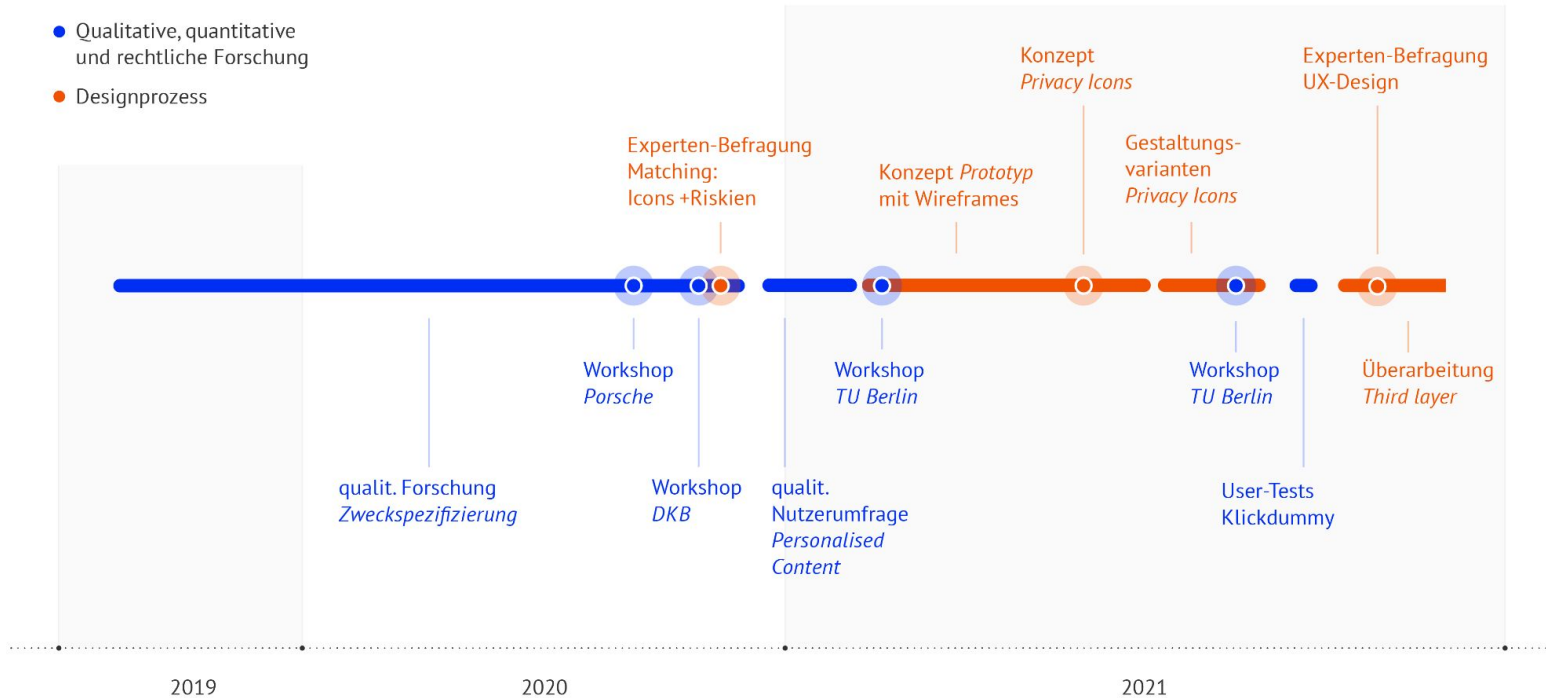 Qualitative, quantitative
und rechtliche Forschung
Designprozess
Konzept
Privacy Icons
Experten-Befragung
UX-Design
Experten-Befragung
Matching:
Icons +Riskien
Konzept Prototyp
mit Wireframes
Gestaltungs-
varianten
Privacy Icons
Workshop
Porsche
Workshop
TU Berlin
Workshop
TU Berlin
Überarbeitung
Third layer
qualit. Forschung
Zweckspezifizierung
Workshop
DKB
qualit.
Nutzerumfrage
Personalised
Content
User-Tests
Klickdummy
2019
2020
2021